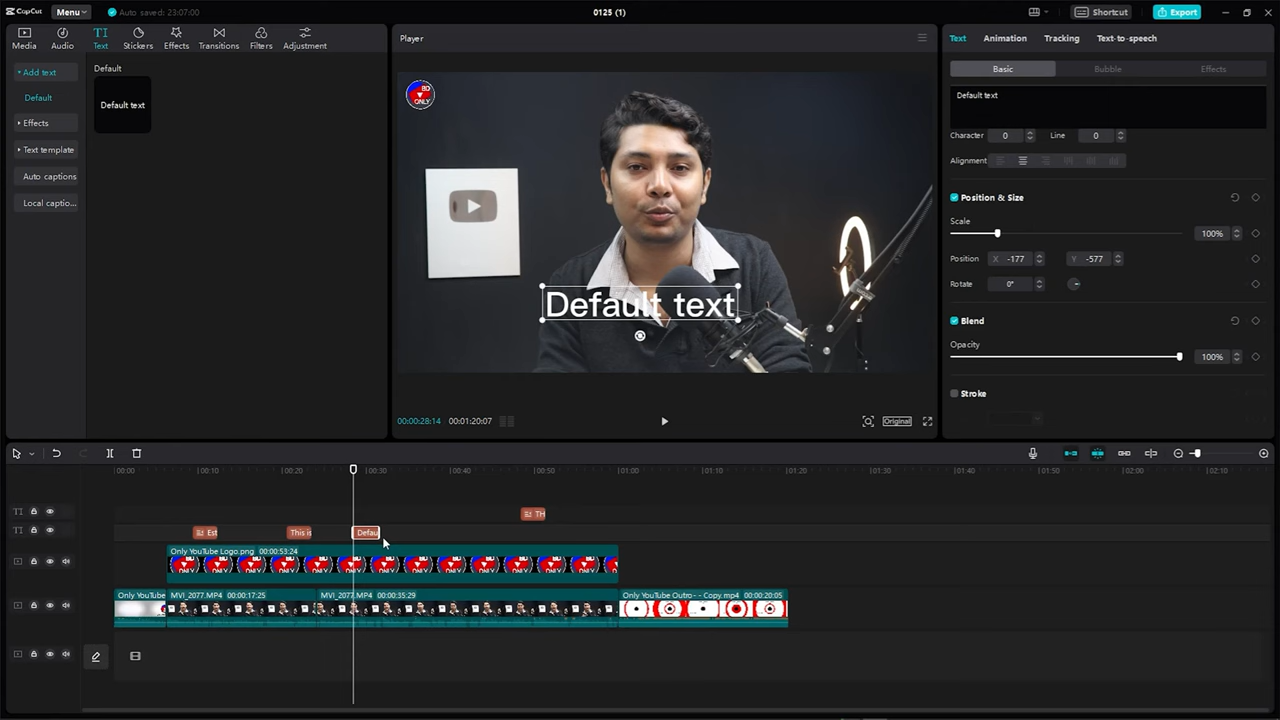 CapCut
Menu
Auto saved: 23:07:00
0125 (1)
Shortcut
Export
Media
Audio
TI
Text
Stickers
Effects
Transitions
Filters
Adjustment
Add text
Default
Effects
Text template
Auto captions
Local captio...
Default
Default text
Player
BD
ONLY
Default text
00:00:28:14
00:01:20:07
Original
Text
Animation
Tracking
Text-to-speech
Basic
Bubble
Effects
Default text
Character
0
Line
0
Alignment
Position & Size
Scale
100%
Position
X
-177
Y
-577
Rotate
0°
Blend
Opacity
100%
Stroke
00:00
00:10
00:20
00:30
00:40
00:50
01:00
01:10
01:20
01:30
01:40
01:50
02:00
02:10
TI
TH
TI
Est
This is
Defau
Only YouTube Logo.png 00:00:53:24
Only YouTube
MVI_2077.MP4 00:00:17:25
MVI_2077.MP4 00:00:35:29
Only YouTube Outro- - Copy.mp4 00:00:20:05